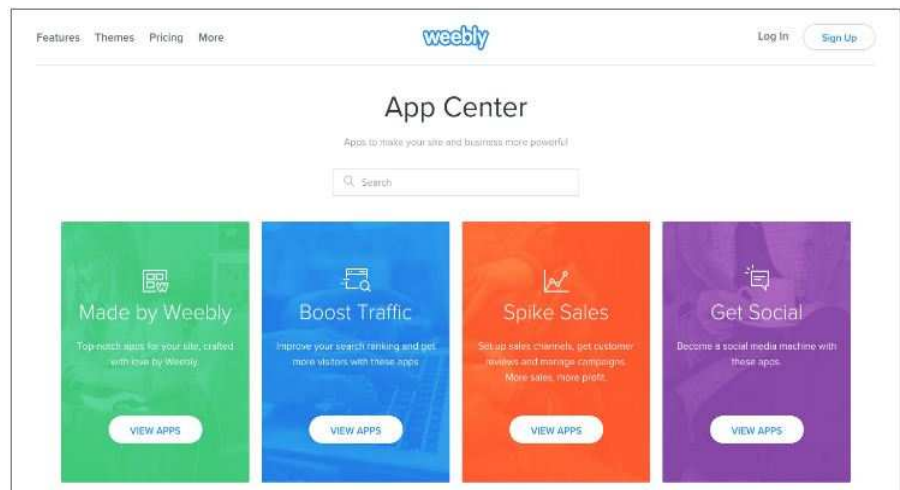 Features Themes Pricing More
weebly
Log In
Sign Up
App Center
Apps to make your site and business more powerful
Search
Made by Weebly
Top-notch apps for your site, crafted
with love by Weebly.
VIEW APPS
Boost Traffic
Improve your search ranking and get
more visitors with these apps
VIEW APPS
Spike Sales
Set up sales channels, get customer
reviews and manage campaigns.
More sales, more profit.
VIEW APPS
Get Social
Become a social media machine with
these apps.
VIEW APPS